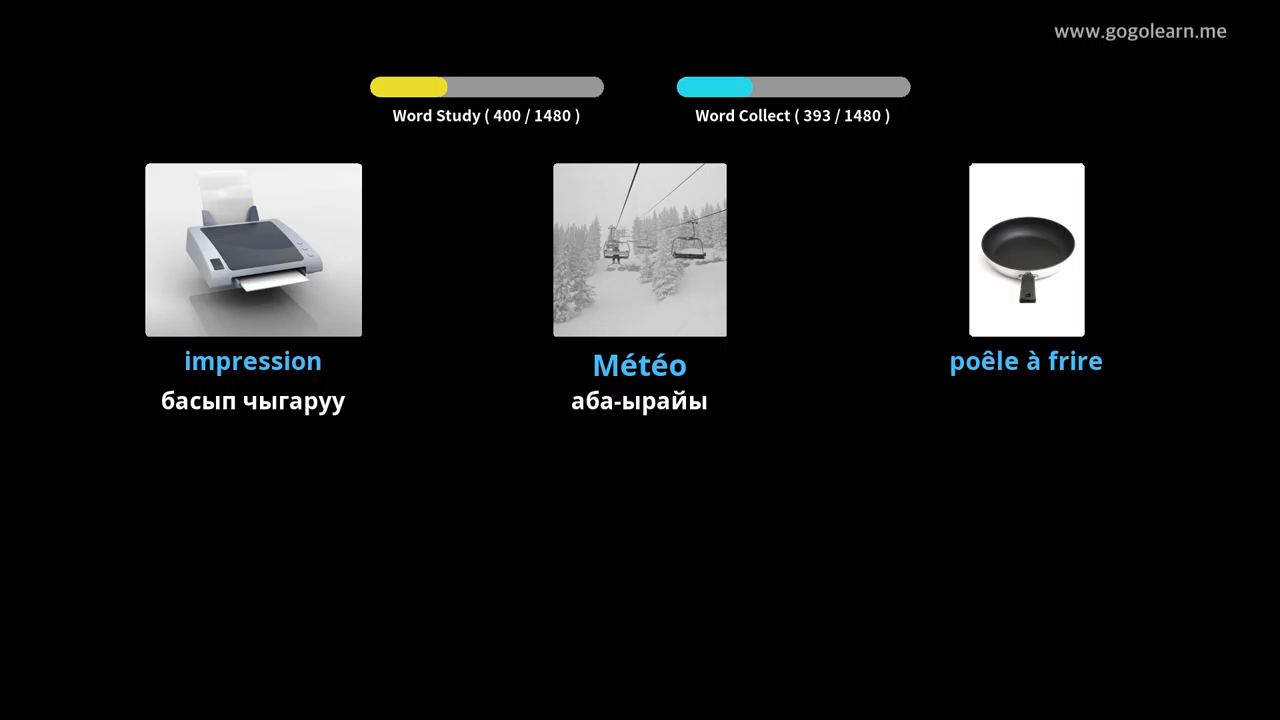 www.gogolearn.me
Word Study ( 400 / 1480 )
Word Collect ( 393 / 1480 )
impression
Météo
poêle à frire
басып чыгаруу
аба-ырайы